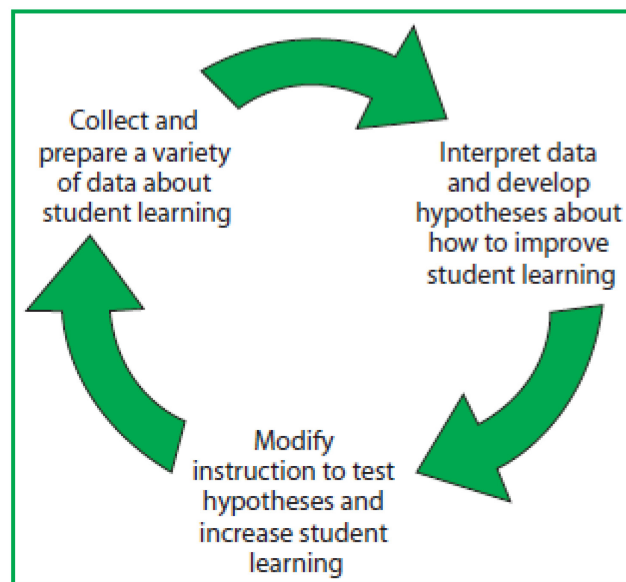 Collect and
prepare a variety
of data about
student learning
Interpret data
and develop
hypotheses about
how to improve
student learning
Modify
instruction to test
hypotheses and
increase student
learning